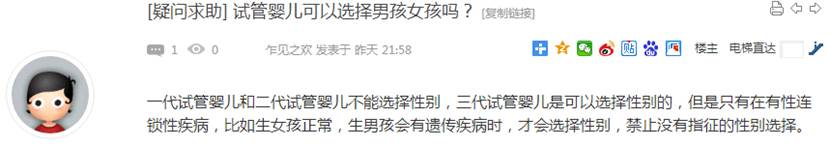 [疑问求助] 试管婴儿可以选择男孩女孩吗？ [复制链接]
1 0 乍见之欢 发表于 昨天 21:58 贴 楼主 电梯直达
一代试管婴儿和二代试管婴儿不能选择性别，三代试管婴儿是可以选择性别的，但是只有在有性连
锁性疾病，比如生女孩正常，生男孩会有遗传疾病时，才会选择性别，禁止没有指征的性别选择。